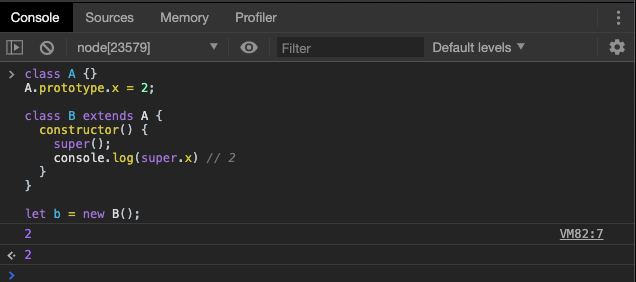 Console Sources Memory Profiler
node[23579] ▼ Filter Default levels ▼
> class A {}
A.prototype.x = 2;
class B extends A {
  constructor() {
    super();
    console.log(super.x) // 2
  }
}
let b = new B();
2 VM82:7
2
>